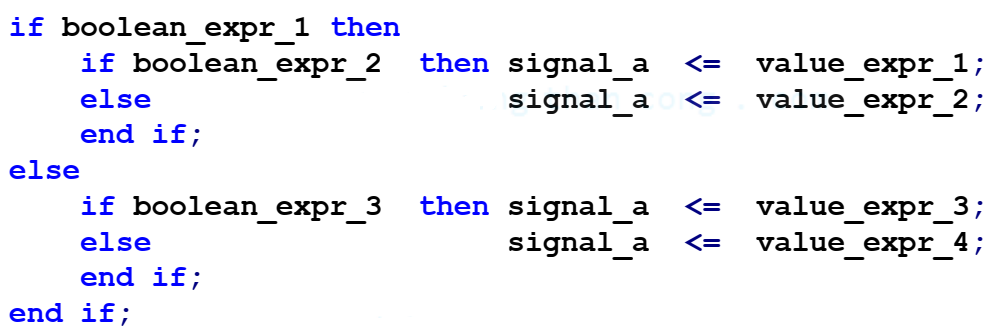 if boolean_expr_1 then
    if boolean_expr_2  then signal_a  <=  value_expr_1;
    else                    signal_a  <=  value_expr_2;
    end if;
else
    if boolean_expr_3  then signal_a  <=  value_expr_3;
    else                    signal_a  <=  value_expr_4;
    end if;
end if;